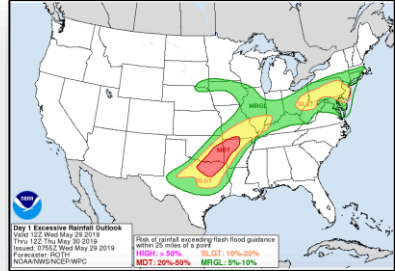 MRGL
SLGT
MDT
SLGT
NOAA
Day 1 Excessive Rainfall Outlook
Valid 12Z Wed May 29 2019
Thru 12Z Thu May 30 2019
Issued: 0755Z Wed May 29 2019
Forecaster: ROTH
NOAA/NWS/NCEP/WPC
Risk of rainfall exceeding flash flood guidance
within 25 miles of a point
HIGH: > 50% SLGT: 10%-20%
MDT: 20%-50% MRGL: 5%-10%